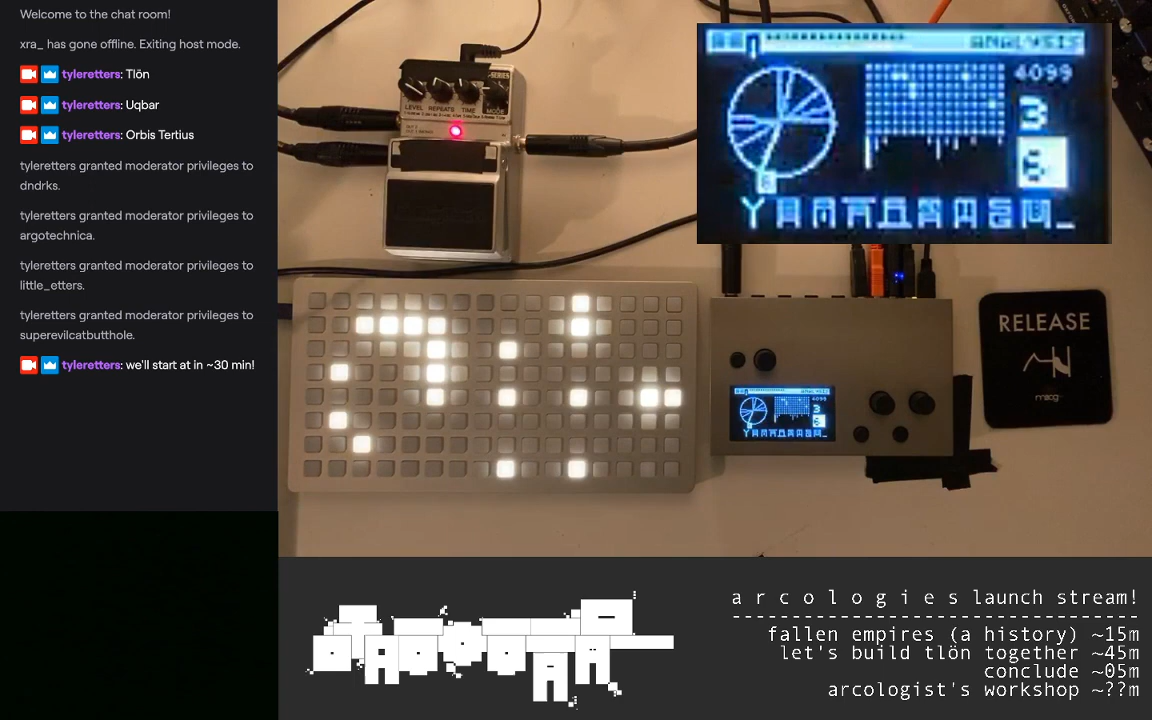 Welcome to the chat room!
xra_ has gone offline. Exiting host mode.
tyleretters: Tlön
tyleretters: Uqbar
tyleretters: Orbis Tertius
tyleretters granted moderator privileges to
dndrks.
tyleretters granted moderator privileges to
argotechnica.
tyleretters granted moderator privileges to
little_etters.
tyleretters granted moderator privileges to
superevilcatbutthole.
tyleretters: we'll start at in ~30 min!
LEVEL REPEATS TIME MODE
ANALYSIS
4099
3
6
RELEASE
moog
a r c o l o g i e s launch stream!
----------------------------------
fallen empires (a history) ~15m
let's build tlön together ~45m
conclude ~05m
arcologist's workshop ~??m